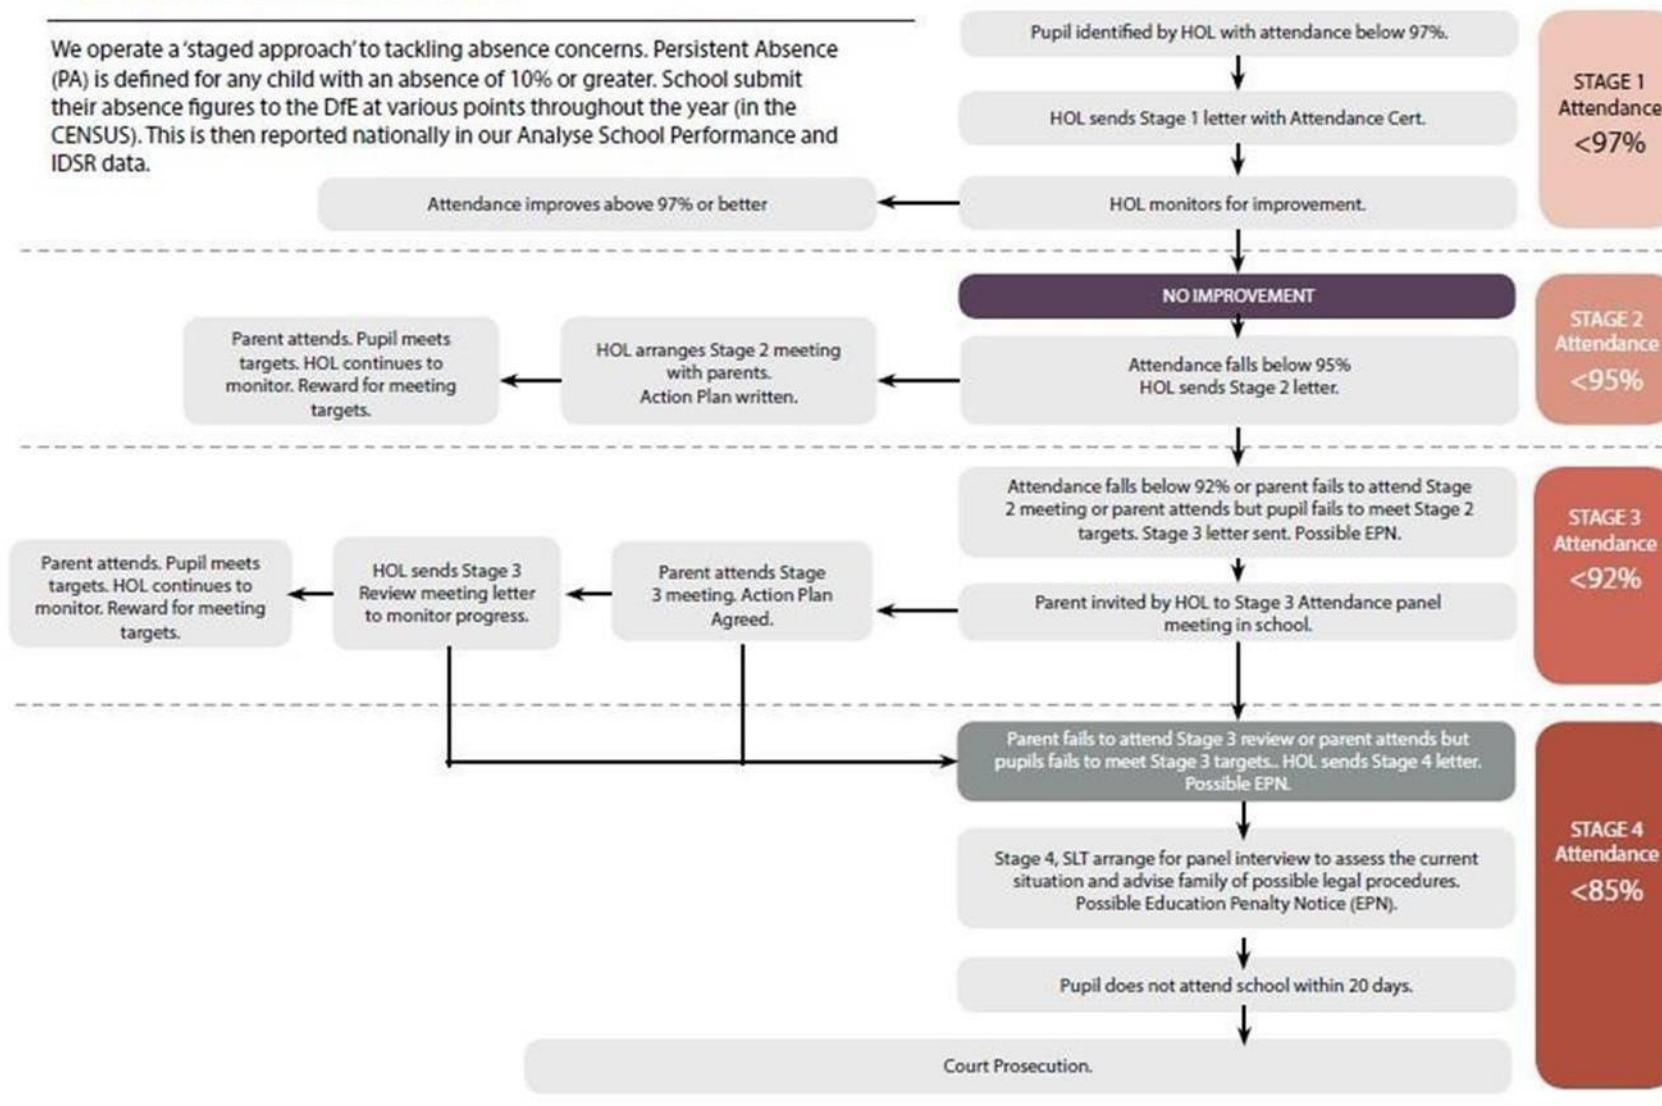 We operate a 'staged approach' to tackling absence concerns. Persistent Absence
(PA) is defined for any child with an absence of 10% or greater. School submit
their absence figures to the DfE at various points throughout the year (in the
CENSUS). This is then reported nationally in our Analyse School Performance and
IDSR data.
Pupil identified by HOL with attendance below 97%.
HOL sends Stage 1 letter with Attendance Cert.
HOL monitors for improvement.
Attendance improves above 97% or better
STAGE 1
Attendance
<97%
NO IMPROVEMENT
Attendance falls below 95%
HOL sends Stage 2 letter.
HOL arranges Stage 2 meeting
with parents.
Action Plan written.
Parent attends. Pupil meets
targets. HOL continues to
monitor. Reward for meeting
targets.
STAGE 2
Attendance
<95%
Attendance falls below 92% or parent fails to attend Stage
2 meeting or parent attends but pupil fails to meet Stage 2
targets. Stage 3 letter sent. Possible EPN.
Parent invited by HOL to Stage 3 Attendance panel
meeting in school.
Parent attends Stage
3 meeting. Action Plan
Agreed.
HOL sends Stage 3
Review meeting letter
to monitor progress.
Parent attends. Pupil meets
targets. HOL continues to
monitor. Reward for meeting
targets.
STAGE 3
Attendance
<92%
Parent fails to attend Stage 3 review or parent attends but
pupils fails to meet Stage 3 targets.. HOL sends Stage 4 letter.
Possible EPN.
Stage 4, SLT arrange for panel interview to assess the current
situation and advise family of possible legal procedures.
Possible Education Penalty Notice (EPN).
Pupil does not attend school within 20 days.
Court Prosecution.
STAGE 4
Attendance
<85%